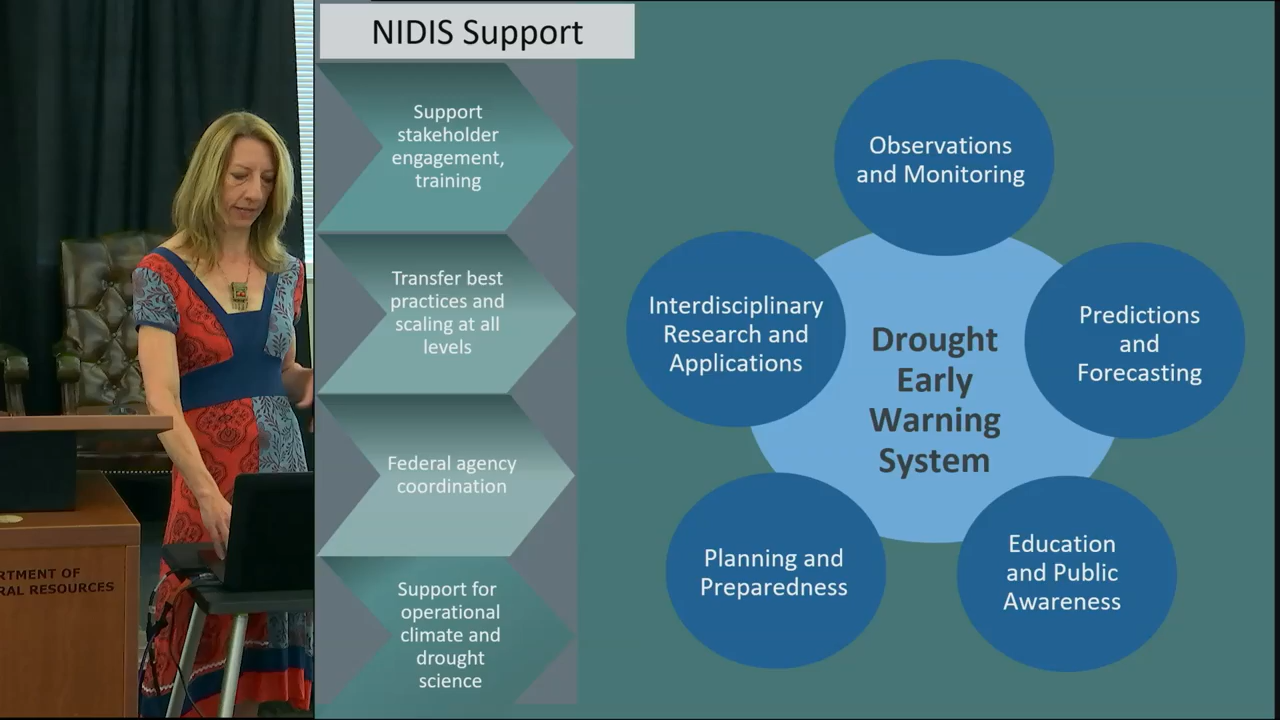 NIDIS Support
Support
stakeholder
engagement,
training
Transfer best
practices and
scaling at all
levels
Federal agency
coordination
Support for
operational
climate and
drought
science
Observations
and Monitoring
Interdisciplinary
Research and
Applications
Predictions
and
Forecasting
Drought
Early
Warning
System
Planning and
Preparedness
Education
and Public
Awareness
RTMENT OF
RAL RESOURCES